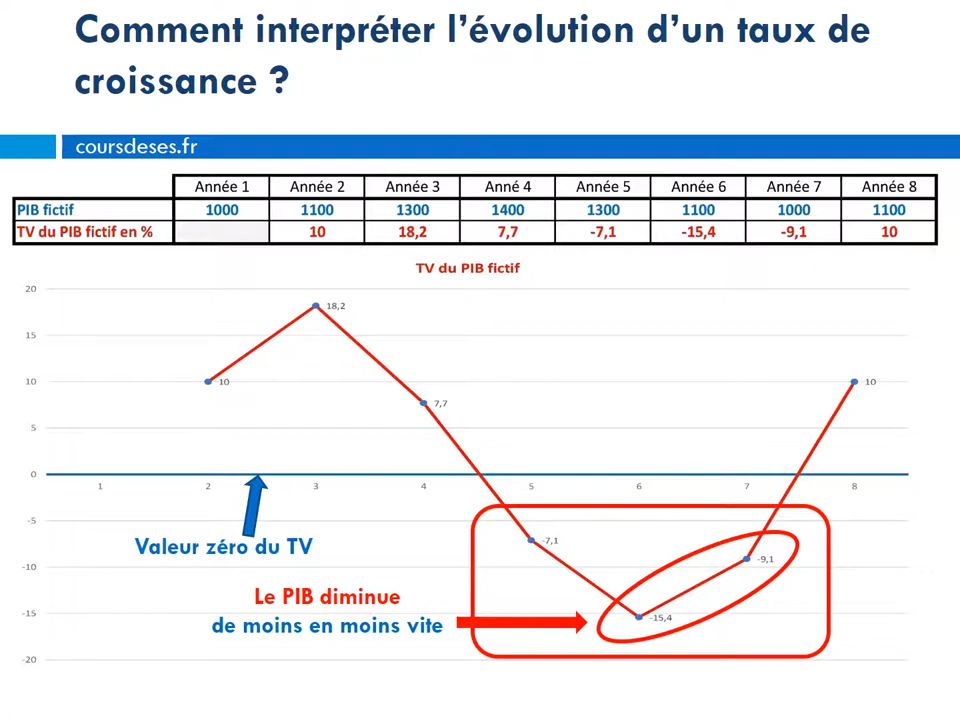 Comment interpréter l’évolution d’un taux de
croissance ?
coursdeses.fr
Année 1 Année 2 Année 3 Anné 4 Année 5 Année 6 Année 7 Année 8
PIB fictif 1000 1100 1300 1400 1300 1100 1000 1100
TV du PIB fictif en % 10 18,2 7,7 -7,1 -15,4 -9,1 10
TV du PIB fictif
20
18,2
15
10 10 10
7,7
5
0
1 2 3 4 5 6 7 8
-5
-7,1
Valeur zéro du TV
-9,1
-10
Le PIB diminue
-15 -15,4
de moins en moins vite
-20